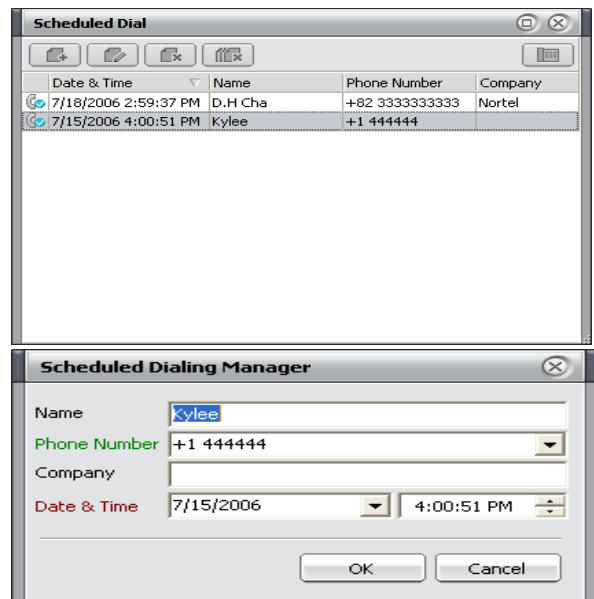 Scheduled Dial
Date & Time Name Phone Number Company
7/18/2006 2:59:37 PM D.H Cha +82 3333333333 Nortel
7/15/2006 4:00:51 PM Kylee +1 444444
Scheduled Dialing Manager
Name Kylee
Phone Number +1 444444
Company
Date & Time 7/15/2006 4:00:51 PM
OK Cancel